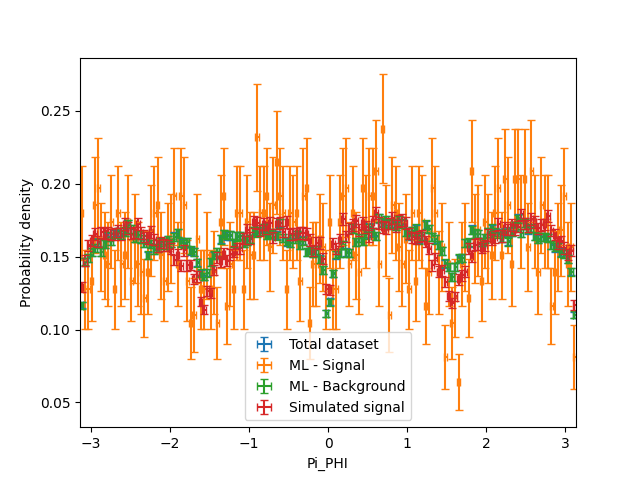 0.25
0.20
0.15
0.10
0.05
Probability density
−3
−2
−1
0
1
2
3
Pi_PHI
Total dataset
ML - Signal
ML - Background
Simulated signal